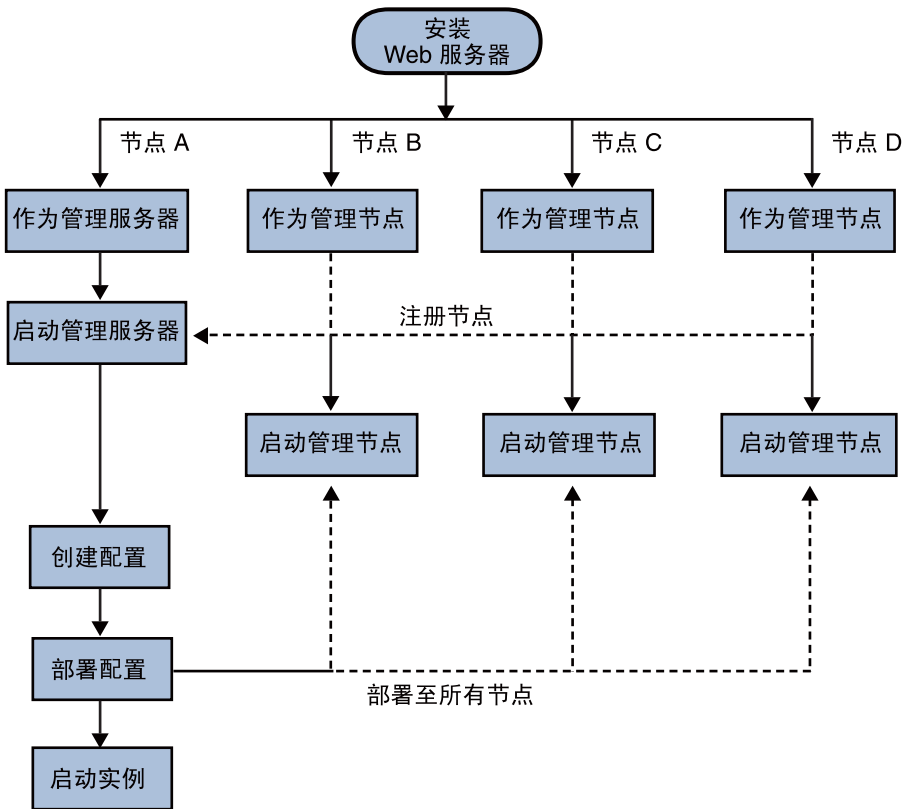 安装
Web 服务器
节点 A
节点 B
节点 C
节点 D
作为管理服务器
作为管理节点
作为管理节点
作为管理节点
注册节点
启动管理服务器
启动管理节点
启动管理节点
启动管理节点
创建配置
部署配置
部署至所有节点
启动实例